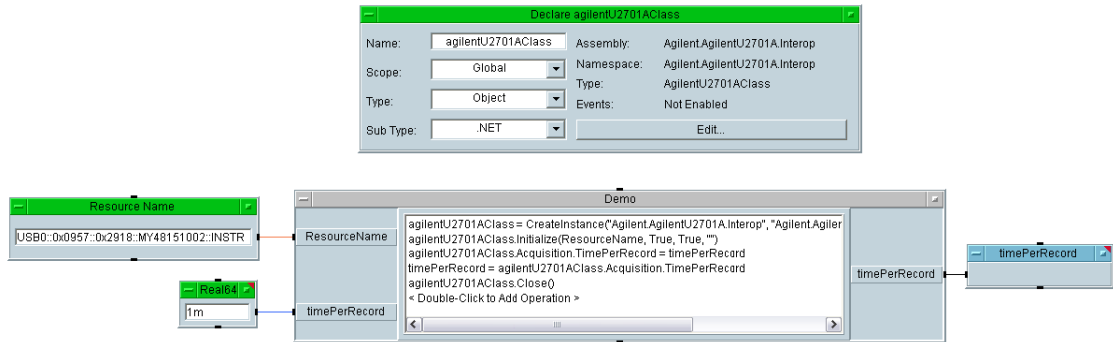 Declare agilentU2701AClass
Name: agilentU2701AClass Assembly: Agilent.AgilentU2701A.Interop
Scope: Global Namespace: Agilent.AgilentU2701A.Interop
Type: AgilentU2701AClass
Type: Object Events: Not Enabled
Sub Type: .NET Edit...
Resource Name
USB0::0x0957::0x2918::MY48151002::INSTR
Real64
1m
Demo
ResourceName
timePerRecord
agilentU2701AClass = CreateInstance("Agilent.AgilentU2701A.Interop", "Agilent.Agiler
agilentU2701AClass.Initialize(ResourceName, True, True, "")
agilentU2701AClass.Acquisition.TimePerRecord = timePerRecord
timePerRecord = agilentU2701AClass.Acquisition.TimePerRecord
agilentU2701AClass.Close()
< Double-Click to Add Operation >
timePerRecord
timePerRecord